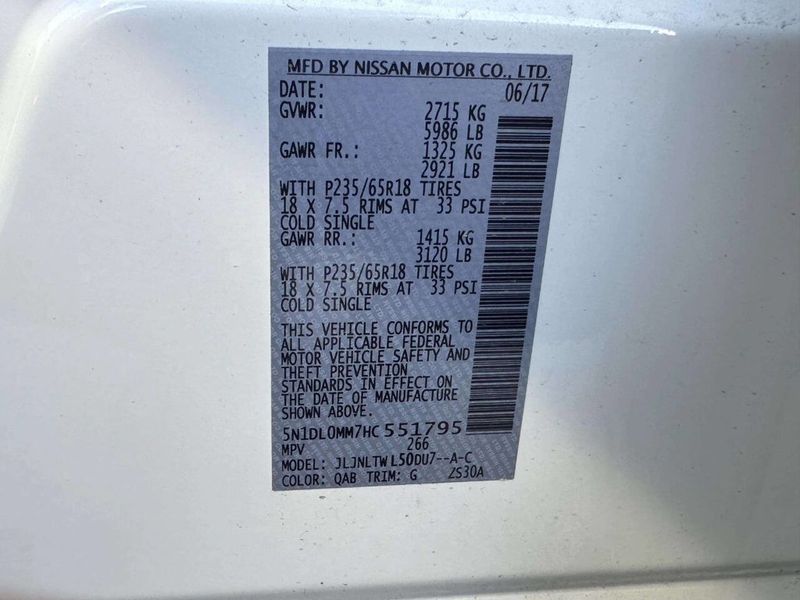 MFD BY NISSAN MOTOR CO., LTD.
DATE: 06/17
GVWR: 2715 KG
5986 LB
GAWR FR.: 1325 KG
2921 LB
WITH P235/65R18 TIRES
18 X 7.5 RIMS AT 33 PSI
COLD SINGLE
GAWR RR.: 1415 KG
3120 LB
WITH P235/65R18 TIRES
18 X 7.5 RIMS AT 33 PSI
COLD SINGLE
THIS VEHICLE CONFORMS TO
ALL APPLICABLE FEDERAL
MOTOR VEHICLE SAFETY AND
THEFT PREVENTION
STANDARDS IN EFFECT ON
THE DATE OF MANUFACTURE
SHOWN ABOVE.
5N1DL0MM7HC551795
MPV 266
MODEL: JLJNLTWL50DU7--A-C
COLOR: QAB TRIM: G ZS30A